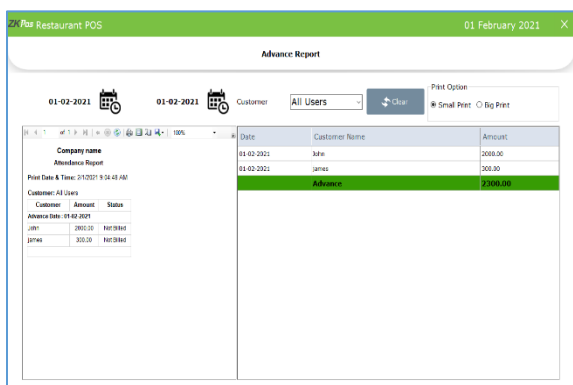 ZKPos Restaurant POS 01 February 2021 X
Advance Report
Print Option
01-02-2021 01-02-2021 Customer All Users Clear Small Print Big Print
of 1 100%
Date Customer Name Amount
Company name
01-02-2021 John 2000.00
Attendance Report
01-02-2021 James 300.00
Print Date & Time: 2/1/2021 9:04:48 AM
Advance 2300.00
Customer: All Users
Customer Amount Status
Advance Date : 01-02-2021
John 2000.00 Not Billed
James 300.00 Not Billed